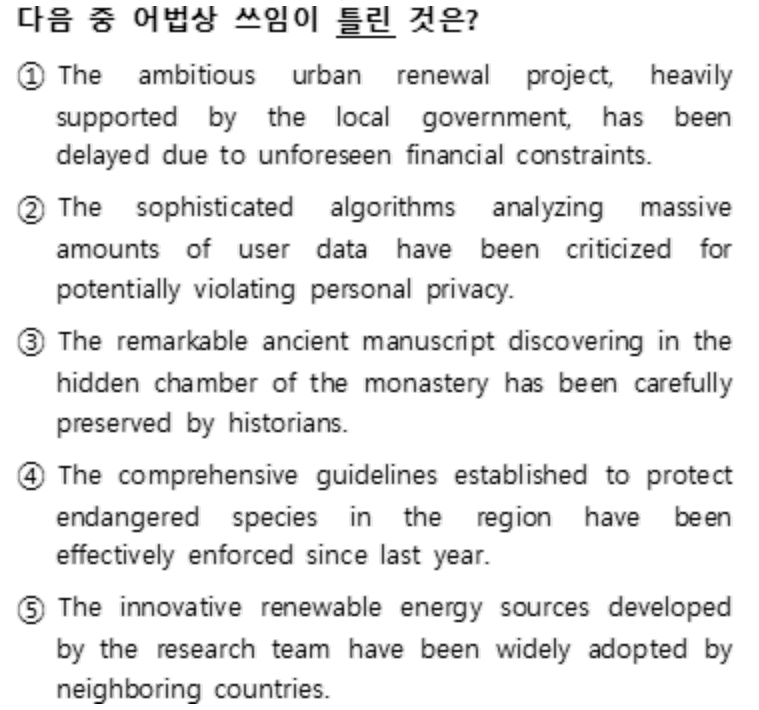 다음 중 어법상 쓰임이 틀린 것은?
① The ambitious urban renewal project, heavily
supported by the local government, has been
delayed due to unforeseen financial constraints.
② The sophisticated algorithms analyzing massive
amounts of user data have been criticized for
potentially violating personal privacy.
③ The remarkable ancient manuscript discovering in the
hidden chamber of the monastery has been carefully
preserved by historians.
④ The comprehensive guidelines established to protect
endangered species in the region have been
effectively enforced since last year.
⑤ The innovative renewable energy sources developed
by the research team have been widely adopted by
neighboring countries.